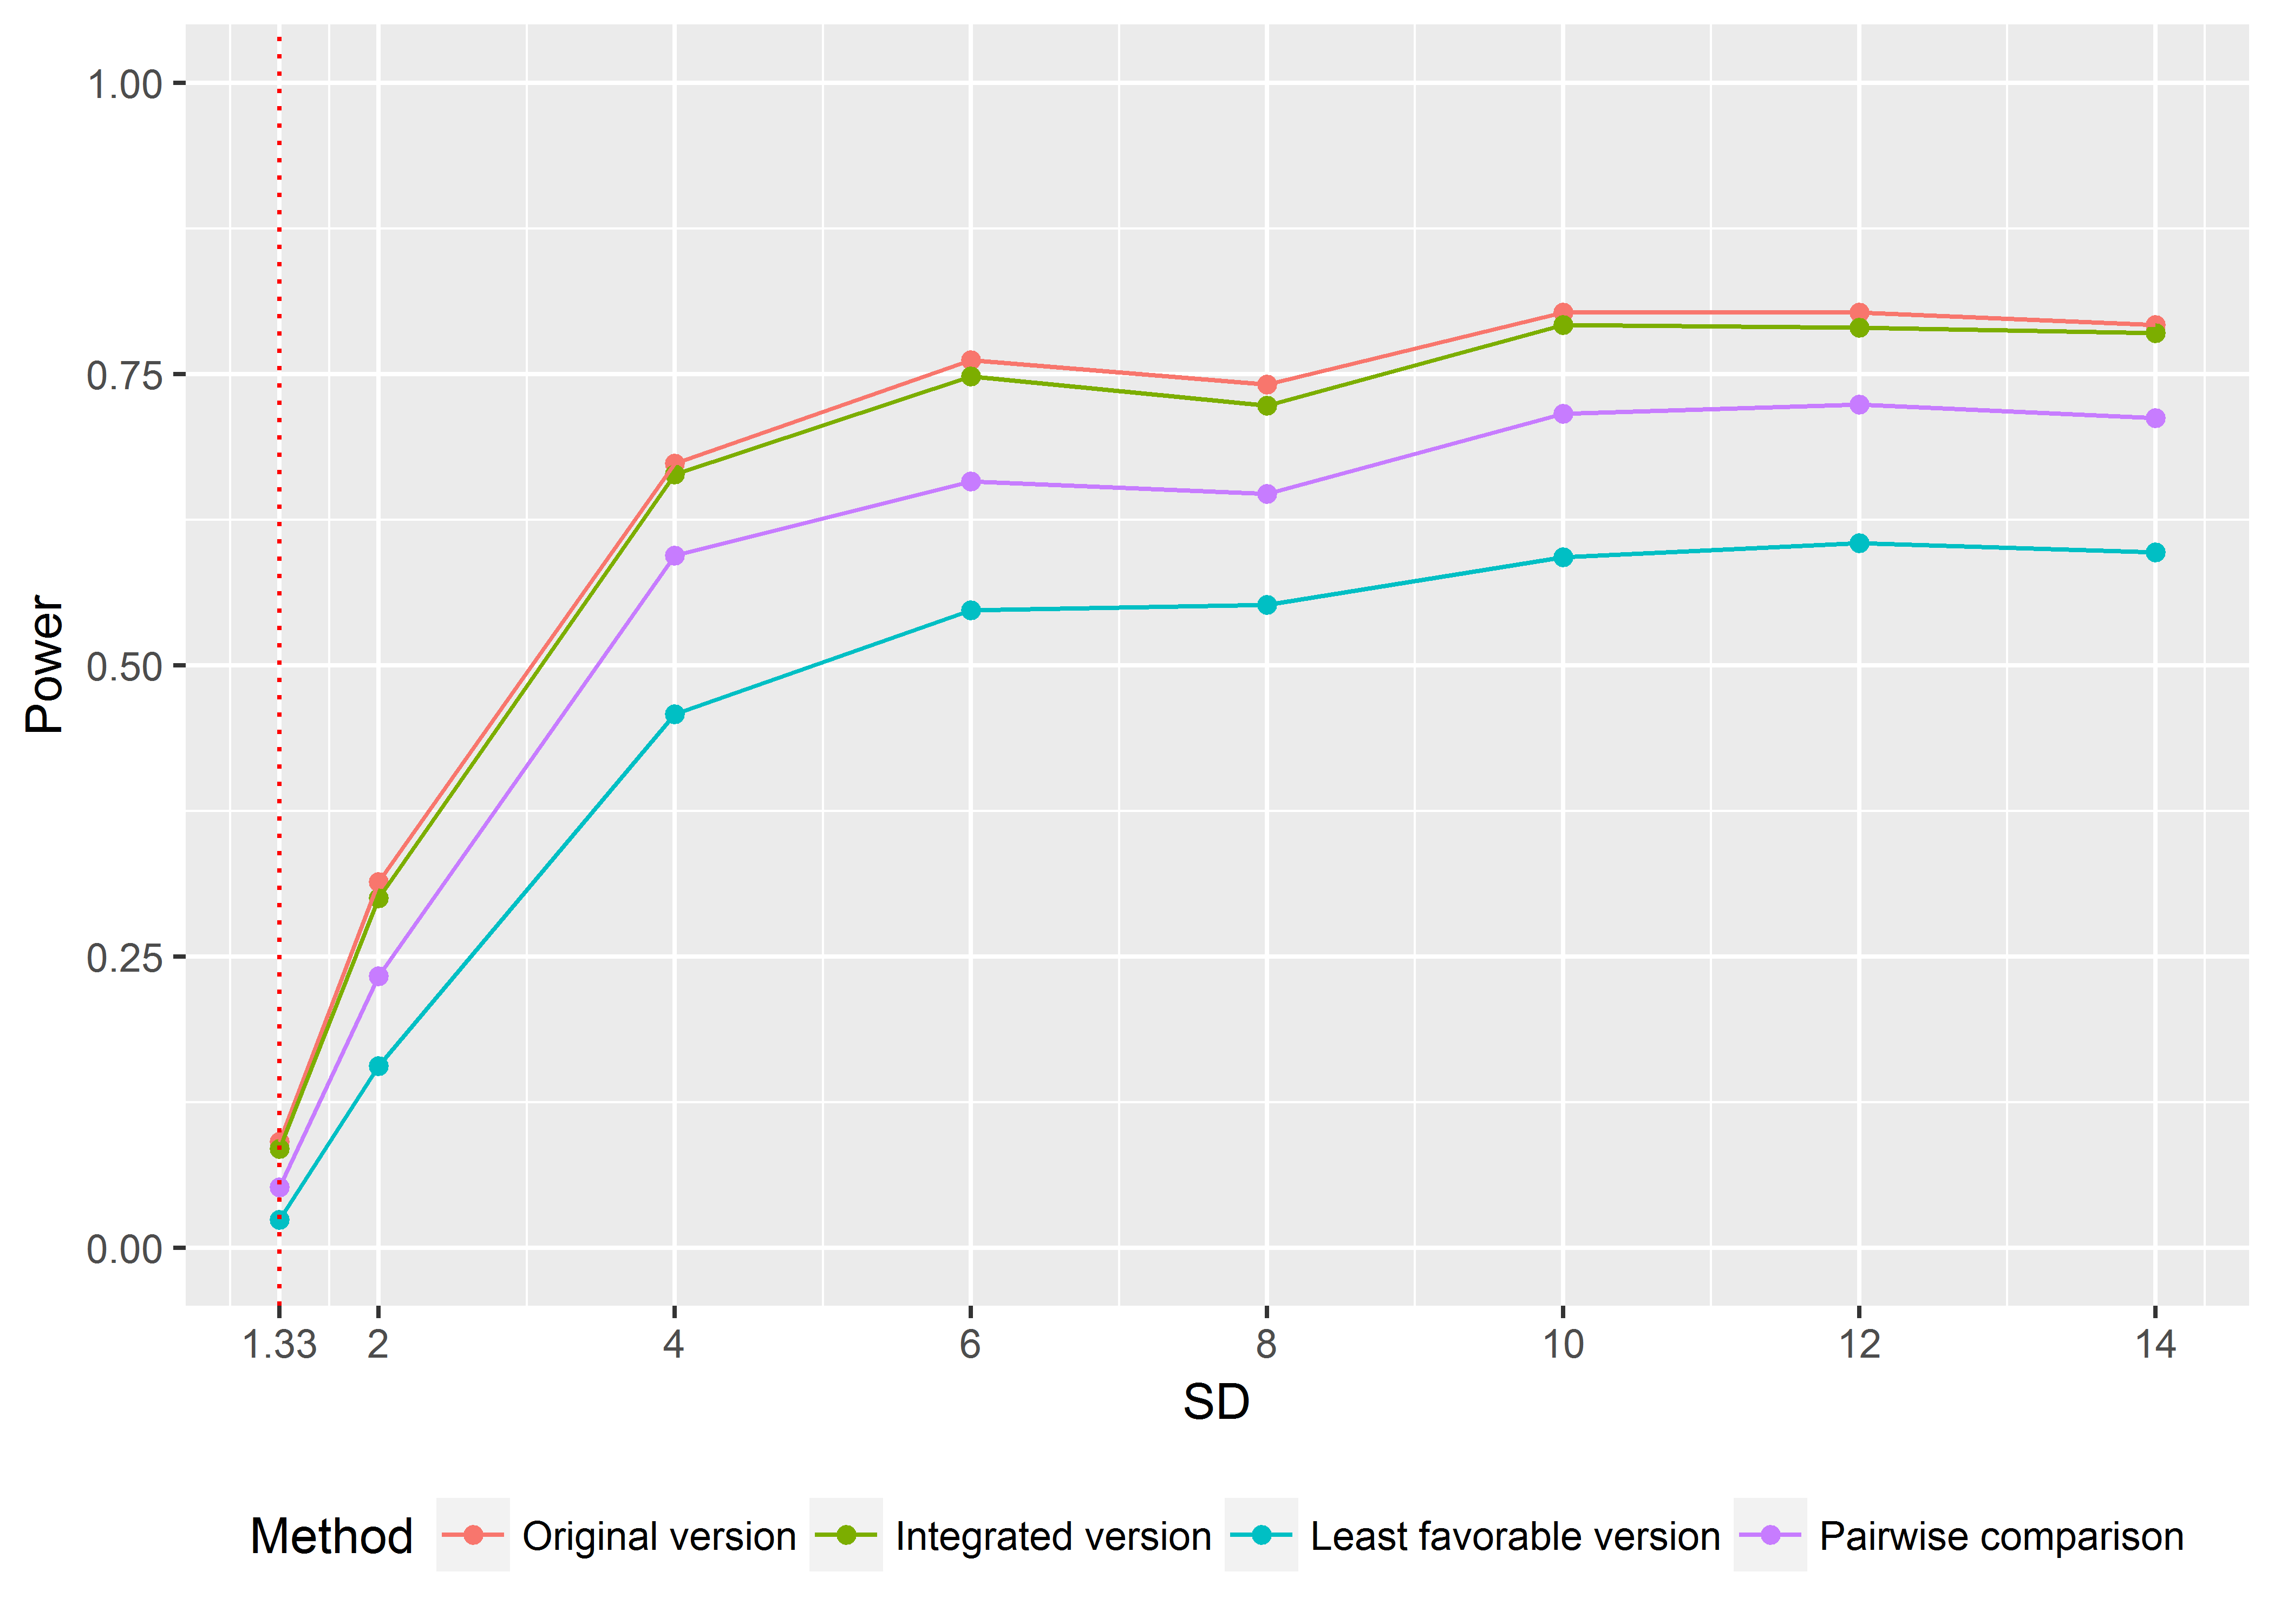 1.00
0.75
0.50
0.25
0.00
Power
1.33 2 4 6 8 10 12 14
SD
Method Original version Integrated version Least favorable version Pairwise comparison